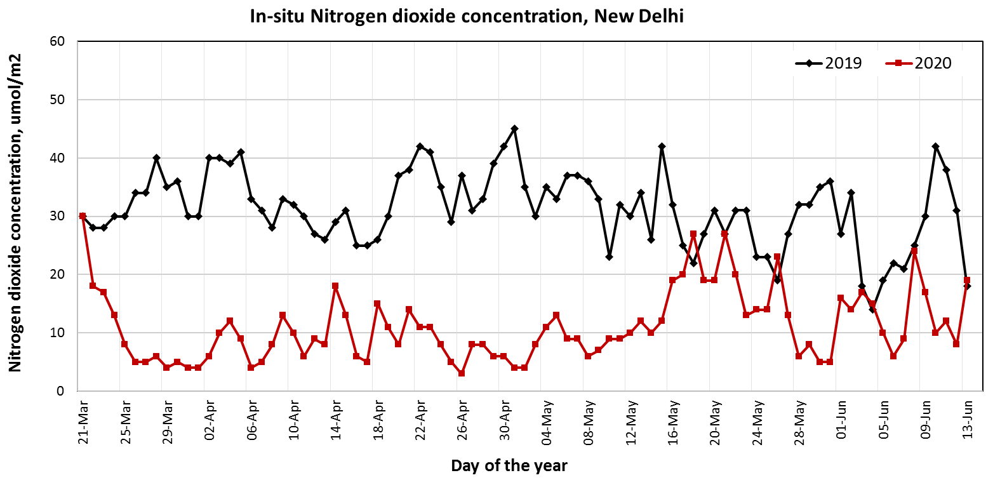 In-situ Nitrogen dioxide concentration, New Delhi
Nitrogen dioxide concentration, umol/m2
60
50
40
30
20
10
0
2019
2020
21-Mar
25-Mar
29-Mar
02-Apr
06-Apr
10-Apr
14-Apr
18-Apr
22-Apr
26-Apr
30-Apr
04-May
08-May
12-May
16-May
20-May
24-May
28-May
01-Jun
05-Jun
09-Jun
13-Jun
Day of the year